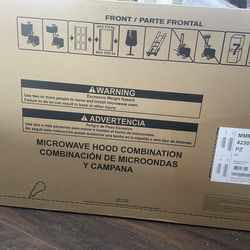 FRONT / PARTE FRONTAL
WARNING
Excessive Weight Hazard
Use two or more people to move and install microwave oven.
Failure to do so can result in back or other injury.
ADVERTENCIA
Peligro de Peso Excesivo
Use dos o más personas para mover e instalar el horno de microondas.
No seguir esta instrucción puede ocasionar una lesión en la espalda u otro tipo de lesiones.
MICROWAVE HOOD COMBINATION
COMBINACIÓN DE MICROONDAS
Y CAMPANA
4230
PZ